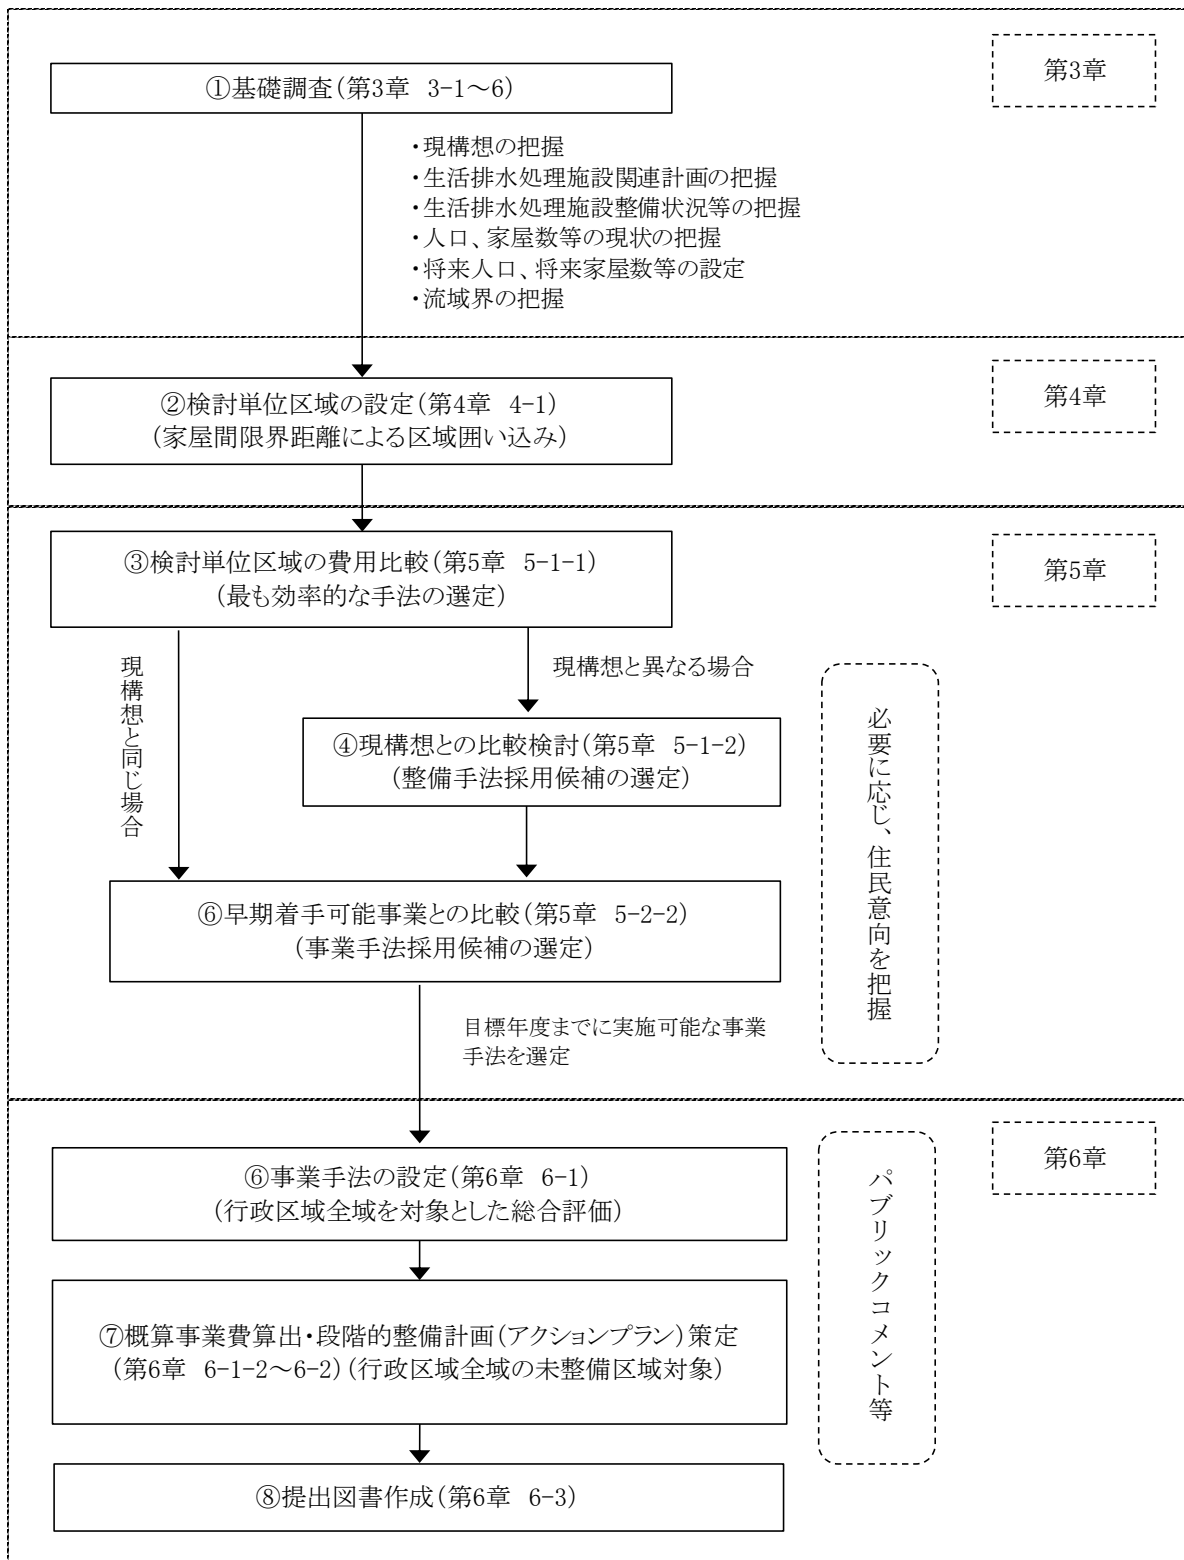 第3章
①基礎調査(第3章 3-1～6)
・現構想の把握
・生活排水処理施設関連計画の把握
・生活排水処理施設整備状況等の把握
・人口、家屋数等の現状の把握
・将来人口、将来家屋数等の設定
・流域界の把握
第4章
②検討単位区域の設定(第4章 4-1)
(家屋間限界距離による区域囲い込み)
第5章
③検討単位区域の費用比較(第5章 5-1-1)
(最も効率的な手法の選定)
現構想と同じ場合
現構想と異なる場合
④現構想との比較検討(第5章 5-1-2)
(整備手法採用候補の選定)
必要に応じ、住民意向を把握
⑥早期着手可能事業との比較(第5章 5-2-2)
(事業手法採用候補の選定)
目標年度までに実施可能な事業
手法を選定
第6章
⑥事業手法の設定(第6章 6-1)
(行政区域全域を対象とした総合評価)
パブリックコメント等
⑦概算事業費算出・段階的整備計画(アクションプラン)策定
(第6章 6-1-2～6-2)(行政区域全域の未整備区域対象)
⑧提出図書作成(第6章 6-3)